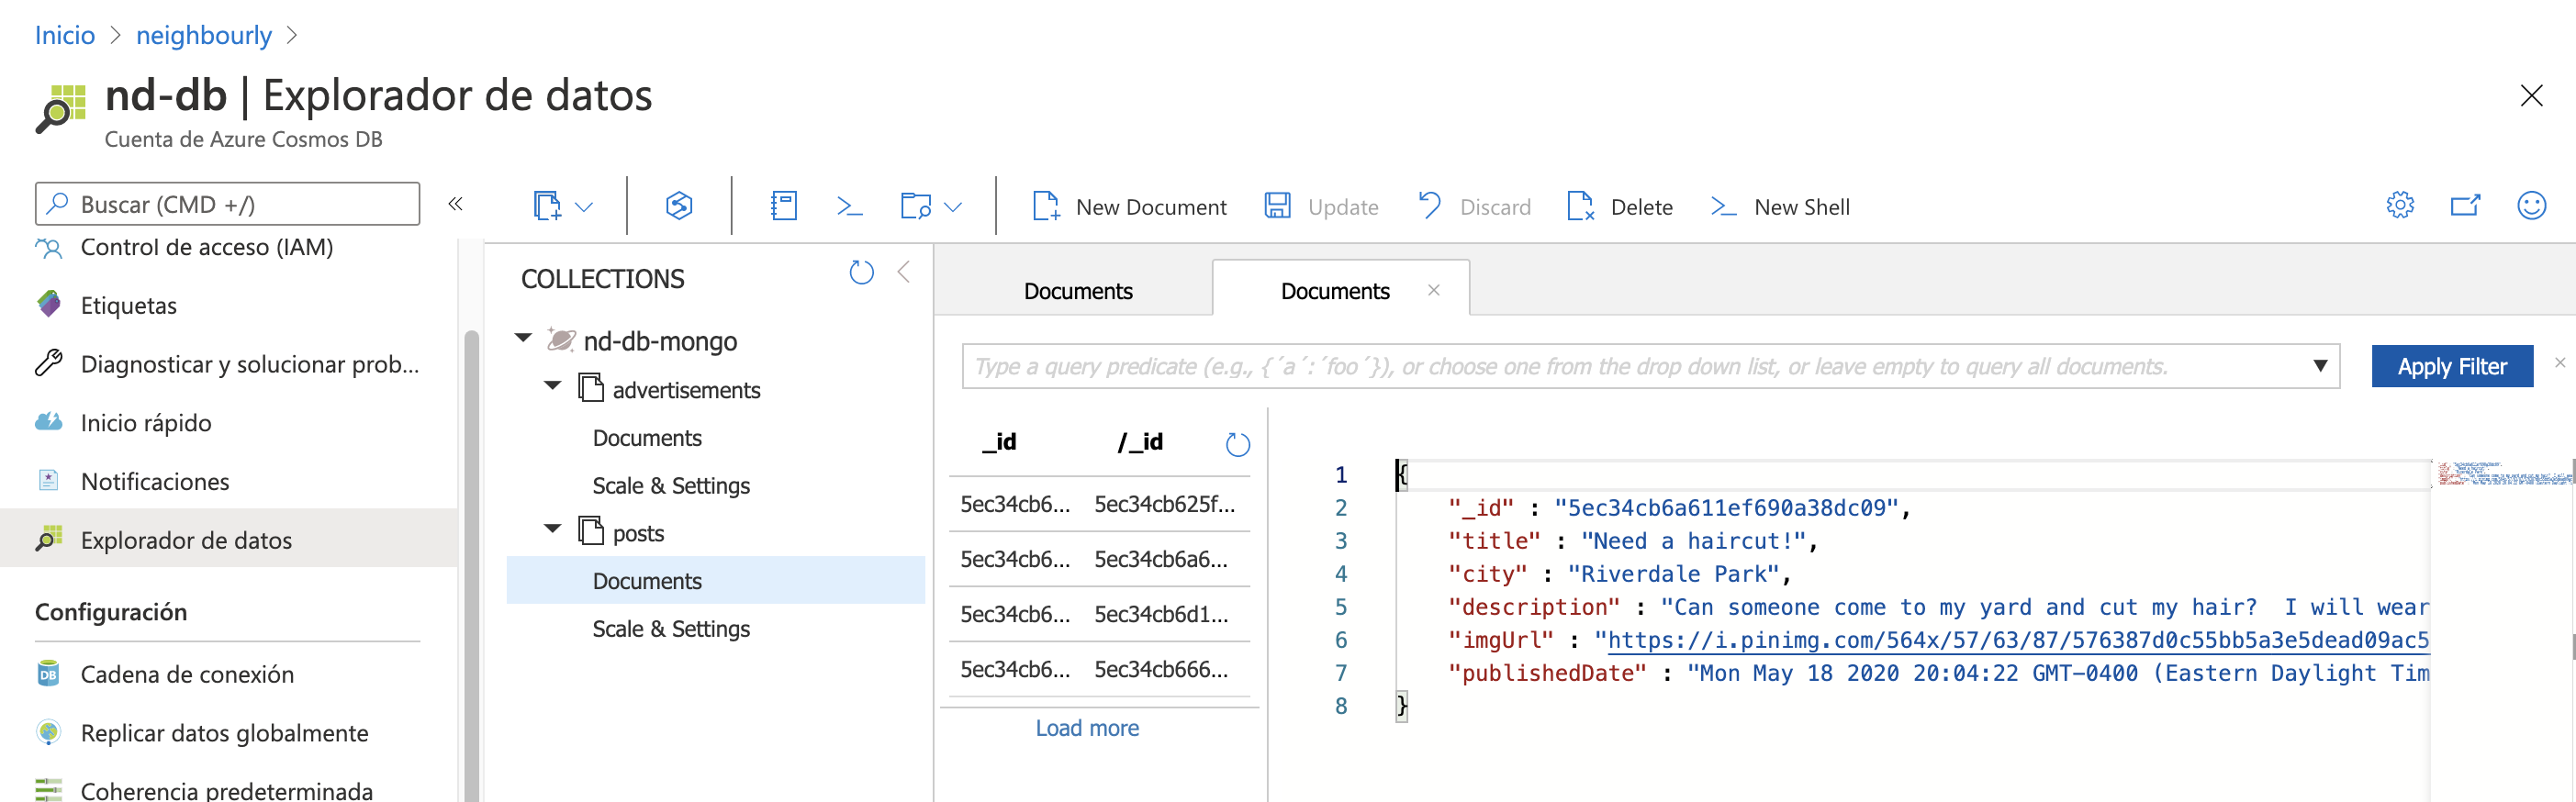 Inicio > neighbourly >
nd-db | Explorador de datos
Cuenta de Azure Cosmos DB
Buscar (CMD +/)
«
New Document
Update
Discard
Delete
New Shell
Control de acceso (IAM)
Etiquetas
Diagnosticar y solucionar prob...
Inicio rápido
Notificaciones
Explorador de datos
Configuración
Cadena de conexión
Replicar datos globalmente
Coherencia predeterminada
COLLECTIONS
nd-db-mongo
advertisements
Documents
Scale & Settings
posts
Documents
Scale & Settings
Documents
Documents
Type a query predicate (e.g., {´a´:´foo´}), or choose one from the drop down list, or leave empty to query all documents.
Apply Filter
_id /_id
5ec34cb6... 5ec34cb625f...
5ec34cb6... 5ec34cb6a6...
5ec34cb6... 5ec34cb6d1...
5ec34cb6... 5ec34cb666...
Load more
1 {
2 "_id" : "5ec34cb6a611ef690a38dc09",
3 "title" : "Need a haircut!",
4 "city" : "Riverdale Park",
5 "description" : "Can someone come to my yard and cut my hair?  I will wear
6 "imgUrl" : "https://i.pinimg.com/564x/57/63/87/576387d0c55bb5a3e5dead09ac5
7 "publishedDate" : "Mon May 18 2020 20:04:22 GMT-0400 (Eastern Daylight Tim
8 }